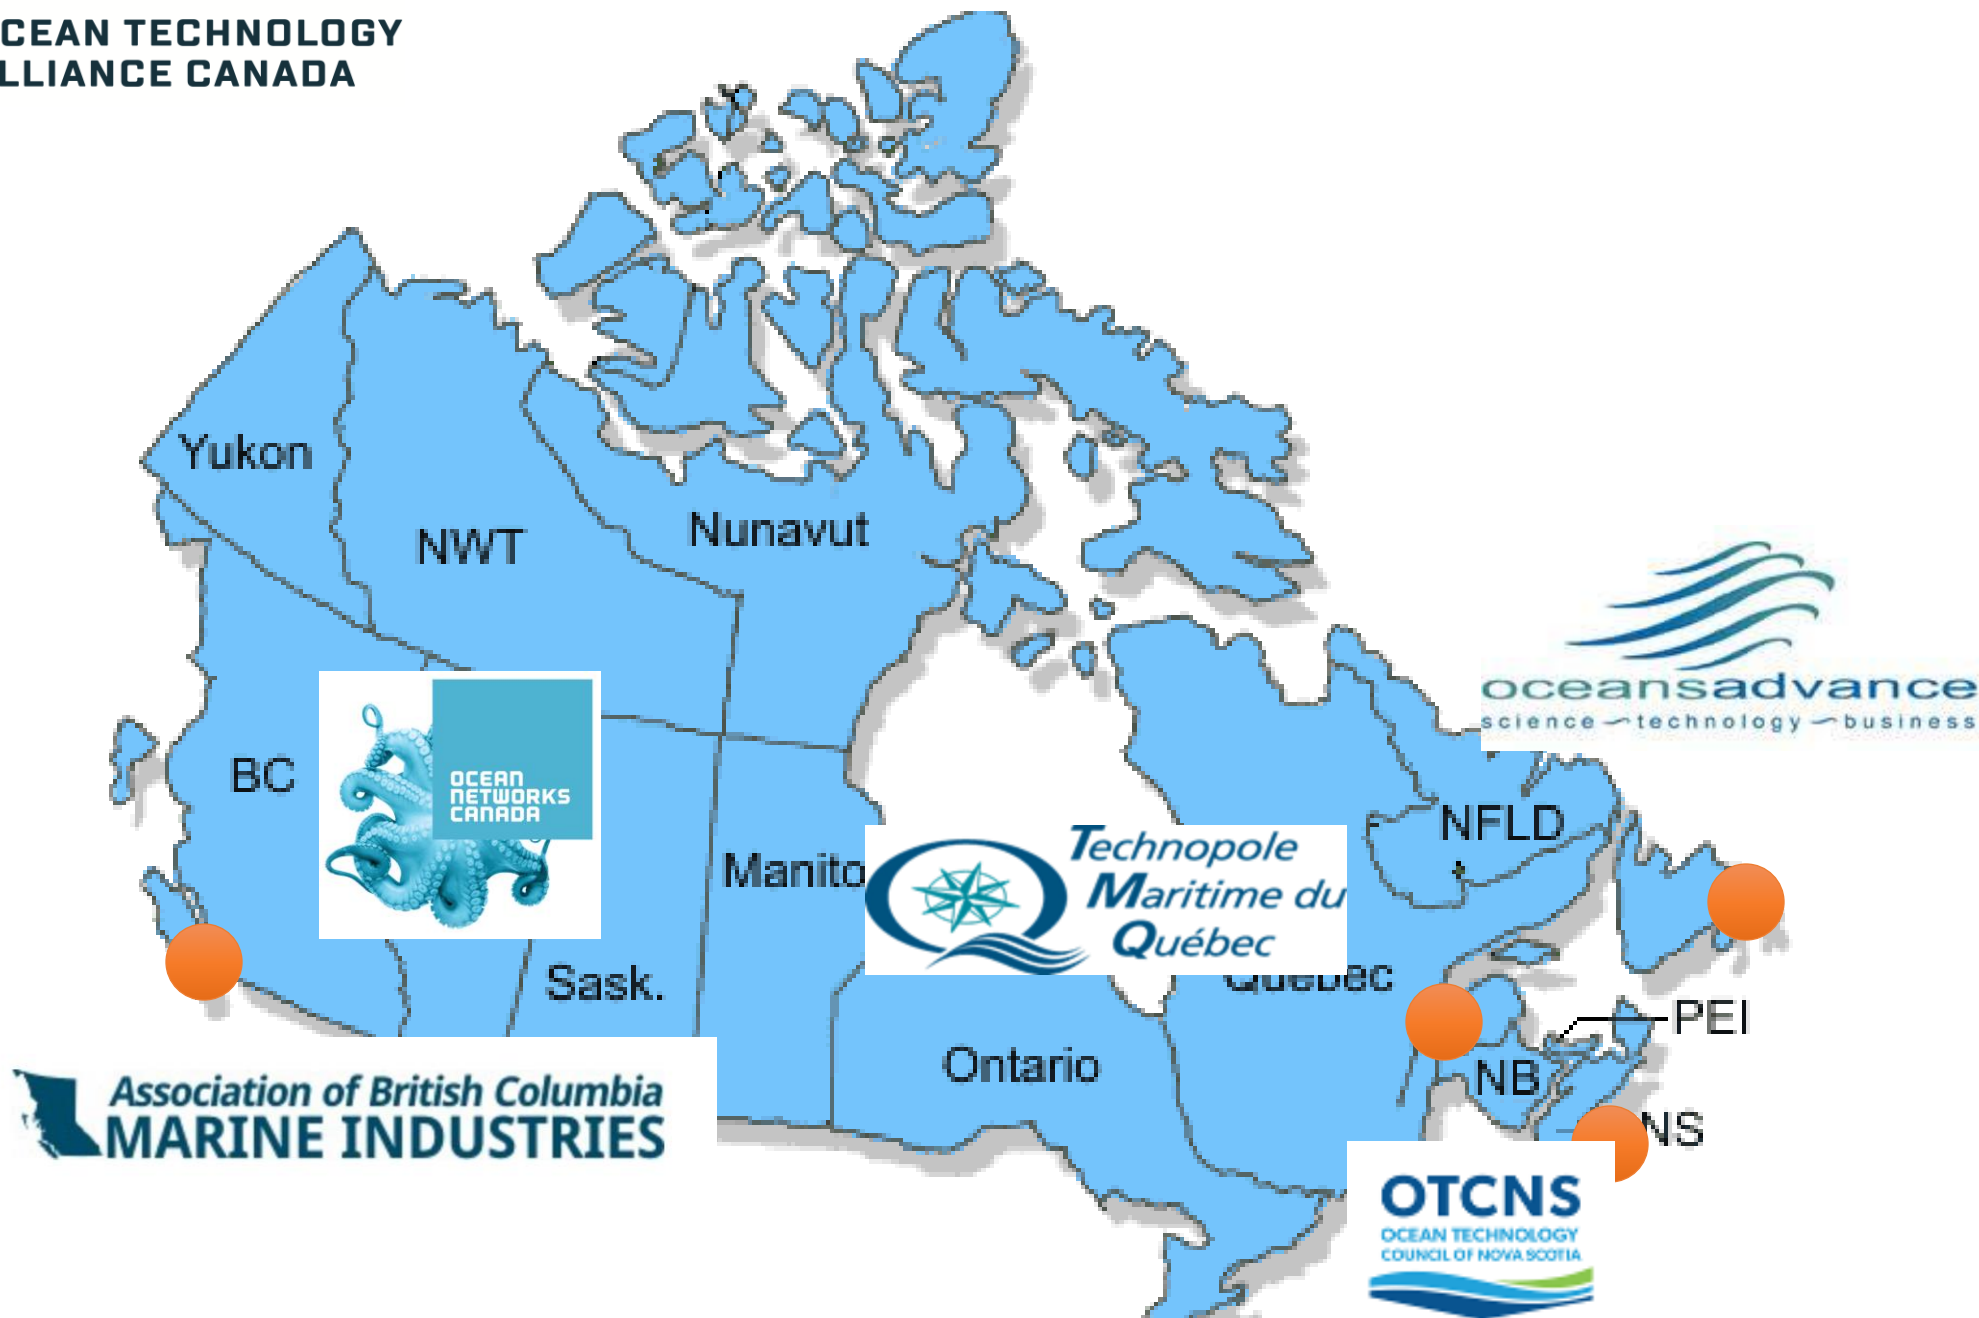 CEAN TECHNOLOGY
LLIANCE CANADA
Yukon
NWT
Nunavut
oceansadvance
science technology business
BC
OCEAN
NETWORKS
CANADA
NFLD
Manito
Technopole
Maritime du
Québec
Sask.
Quebec
PEI
Ontario
NB
NS
Association of British Columbia
MARINE INDUSTRIES
OTCNS
OCEAN TECHNOLOGY
COUNCIL OF NOVA SCOTIA